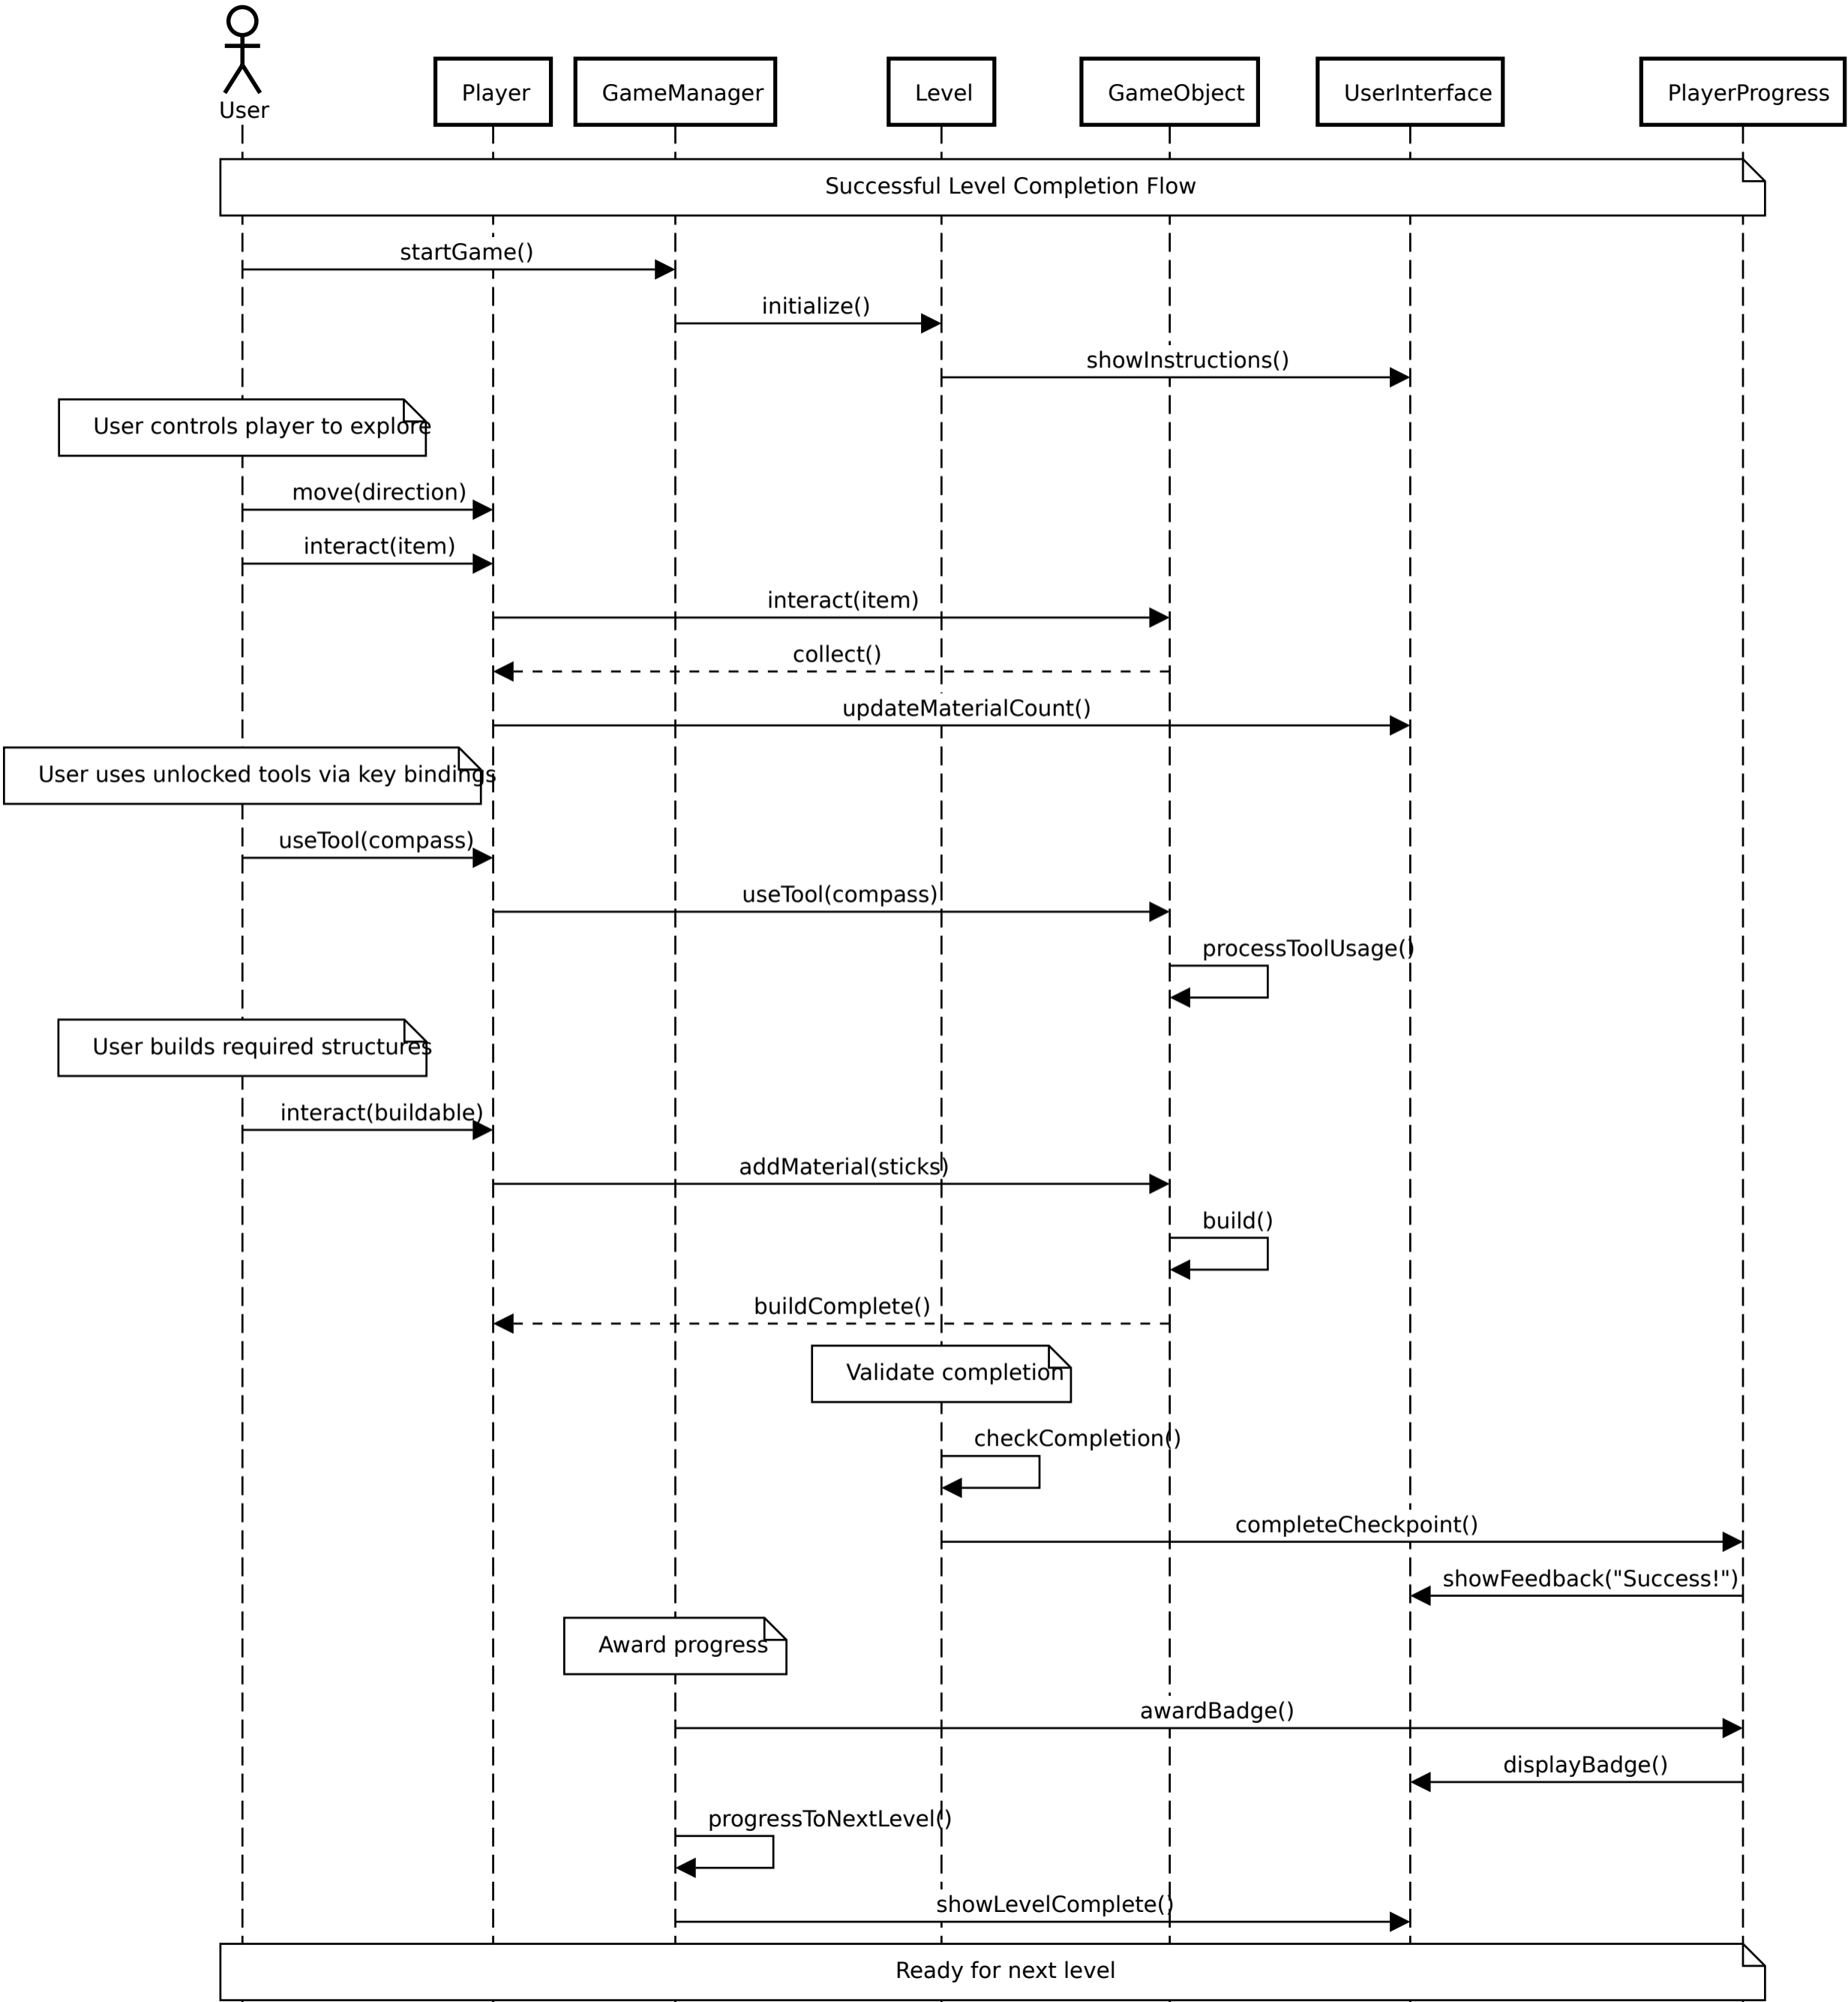 User
Player
GameManager
Level
GameObject
UserInterface
PlayerProgress
Successful Level Completion Flow
startGame()
initialize()
showInstructions()
User controls player to explore
move(direction)
interact(item)
interact(item)
collect()
updateMaterialCount()
User uses unlocked tools via key bindings
useTool(compass)
useTool(compass)
processToolUsage()
User builds required structures
interact(buildable)
addMaterial(sticks)
build()
buildComplete()
Validate completion
checkCompletion()
completeCheckpoint()
showFeedback("Success!")
Award progress
awardBadge()
displayBadge()
progressToNextLevel()
showLevelComplete()
Ready for next level